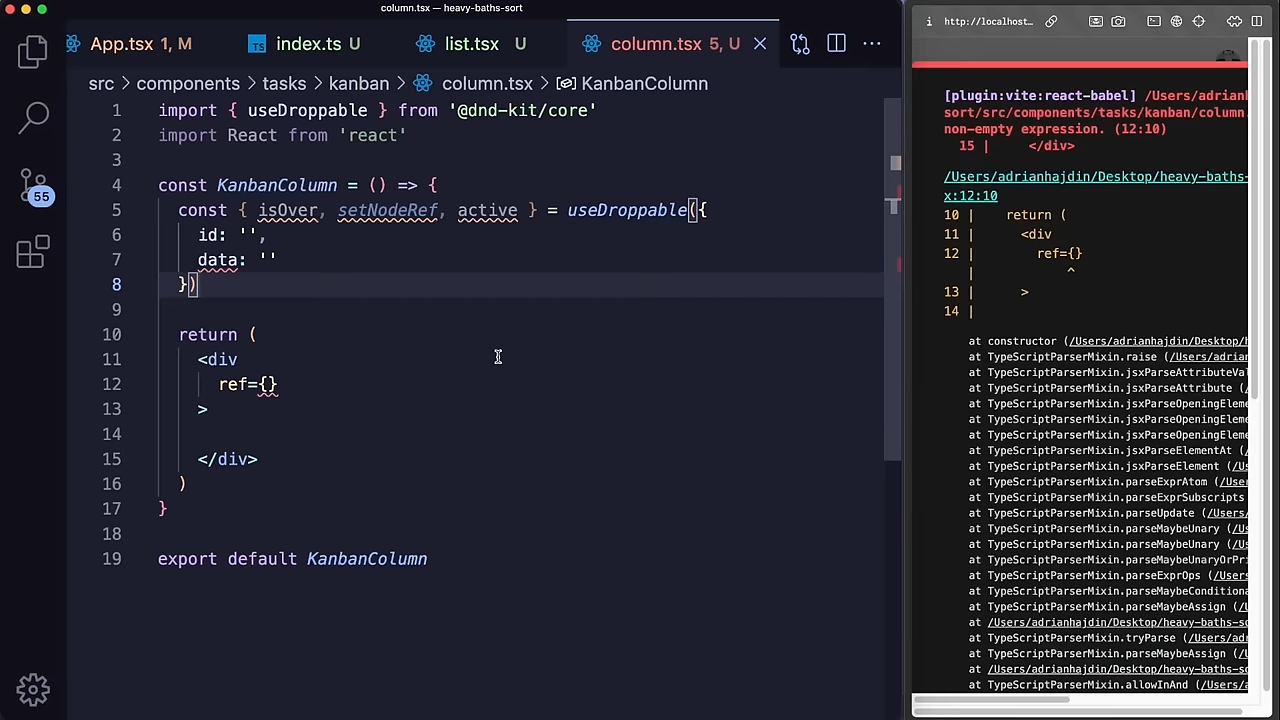 column.tsx — heavy-baths-sort
App.tsx 1, M
TS index.ts U
list.tsx U
column.tsx 5, U
src > components > tasks > kanban > column.tsx > KanbanColumn
1 import { useDroppable } from '@dnd-kit/core'
2 import React from 'react'
3
4 const KanbanColumn = () => {
5 const { isOver, setNodeRef, active } = useDroppable({
6 id: '',
7 data: ''
8 })
9
10 return (
11 <div
12 ref={}
13 >
14
15 </div>
16 )
17 }
18
19 export default KanbanColumn
55
http://localhost...
[plugin:vite:react-babel] /Users/adrianh
sort/src/components/tasks/kanban/column.
non-empty expression. (12:10)
15 | </div>
/Users/adrianhajdin/Desktop/heavy-baths-
x:12:10
10 | return (
11 | <div
12 | ref={}
| ^
13 | >
14 |
at constructor (/Users/adrianhajdin/Desktop/h
at TypeScriptParserMixin.raise (/Users/adrian
at TypeScriptParserMixin.jsxParseAttributeVal
at TypeScriptParserMixin.jsxParseAttribute (/
at TypeScriptParserMixin.jsxParseOpeningEleme
at TypeScriptParserMixin.jsxParseOpeningEleme
at TypeScriptParserMixin.jsxParseElementAt (/
at TypeScriptParserMixin.jsxParseElement (/Us
at TypeScriptParserMixin.parseExprAtom (/User
at TypeScriptParserMixin.parseExprSubscripts
at TypeScriptParserMixin.parseUpdate (/Users/
at TypeScriptParserMixin.parseMaybeUnary (/U
at TypeScriptParserMixin.parseMaybeUnary (/U
at TypeScriptParserMixin.parseMaybeUnaryOrPri
at TypeScriptParserMixin.parseExprOps (/Users
at TypeScriptParserMixin.parseMaybeConditiona
at TypeScriptParserMixin.parseMaybeAssign (/U
at /Users/adrianhajdin/Desktop/heavy-baths-so
at TypeScriptParserMixin.tryParse (/Users/adr
at TypeScriptParserMixin.parseMaybeAssign (/U
at /Users/adrianhajdin/Desktop/heavy-baths-so
at TypeScriptParserMixin.allowInAnd (/Users/a